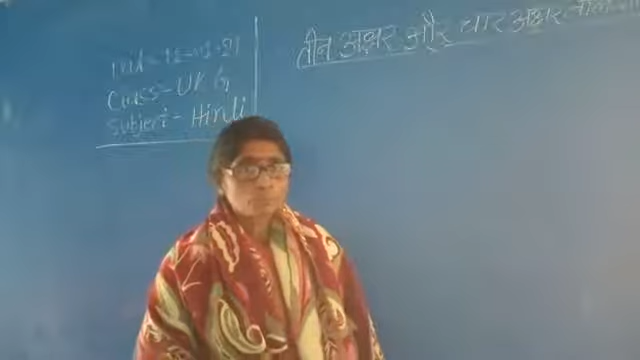 Class - UKG
Subject - Hindi
तीन अक्षर और चार अक्षर वाले